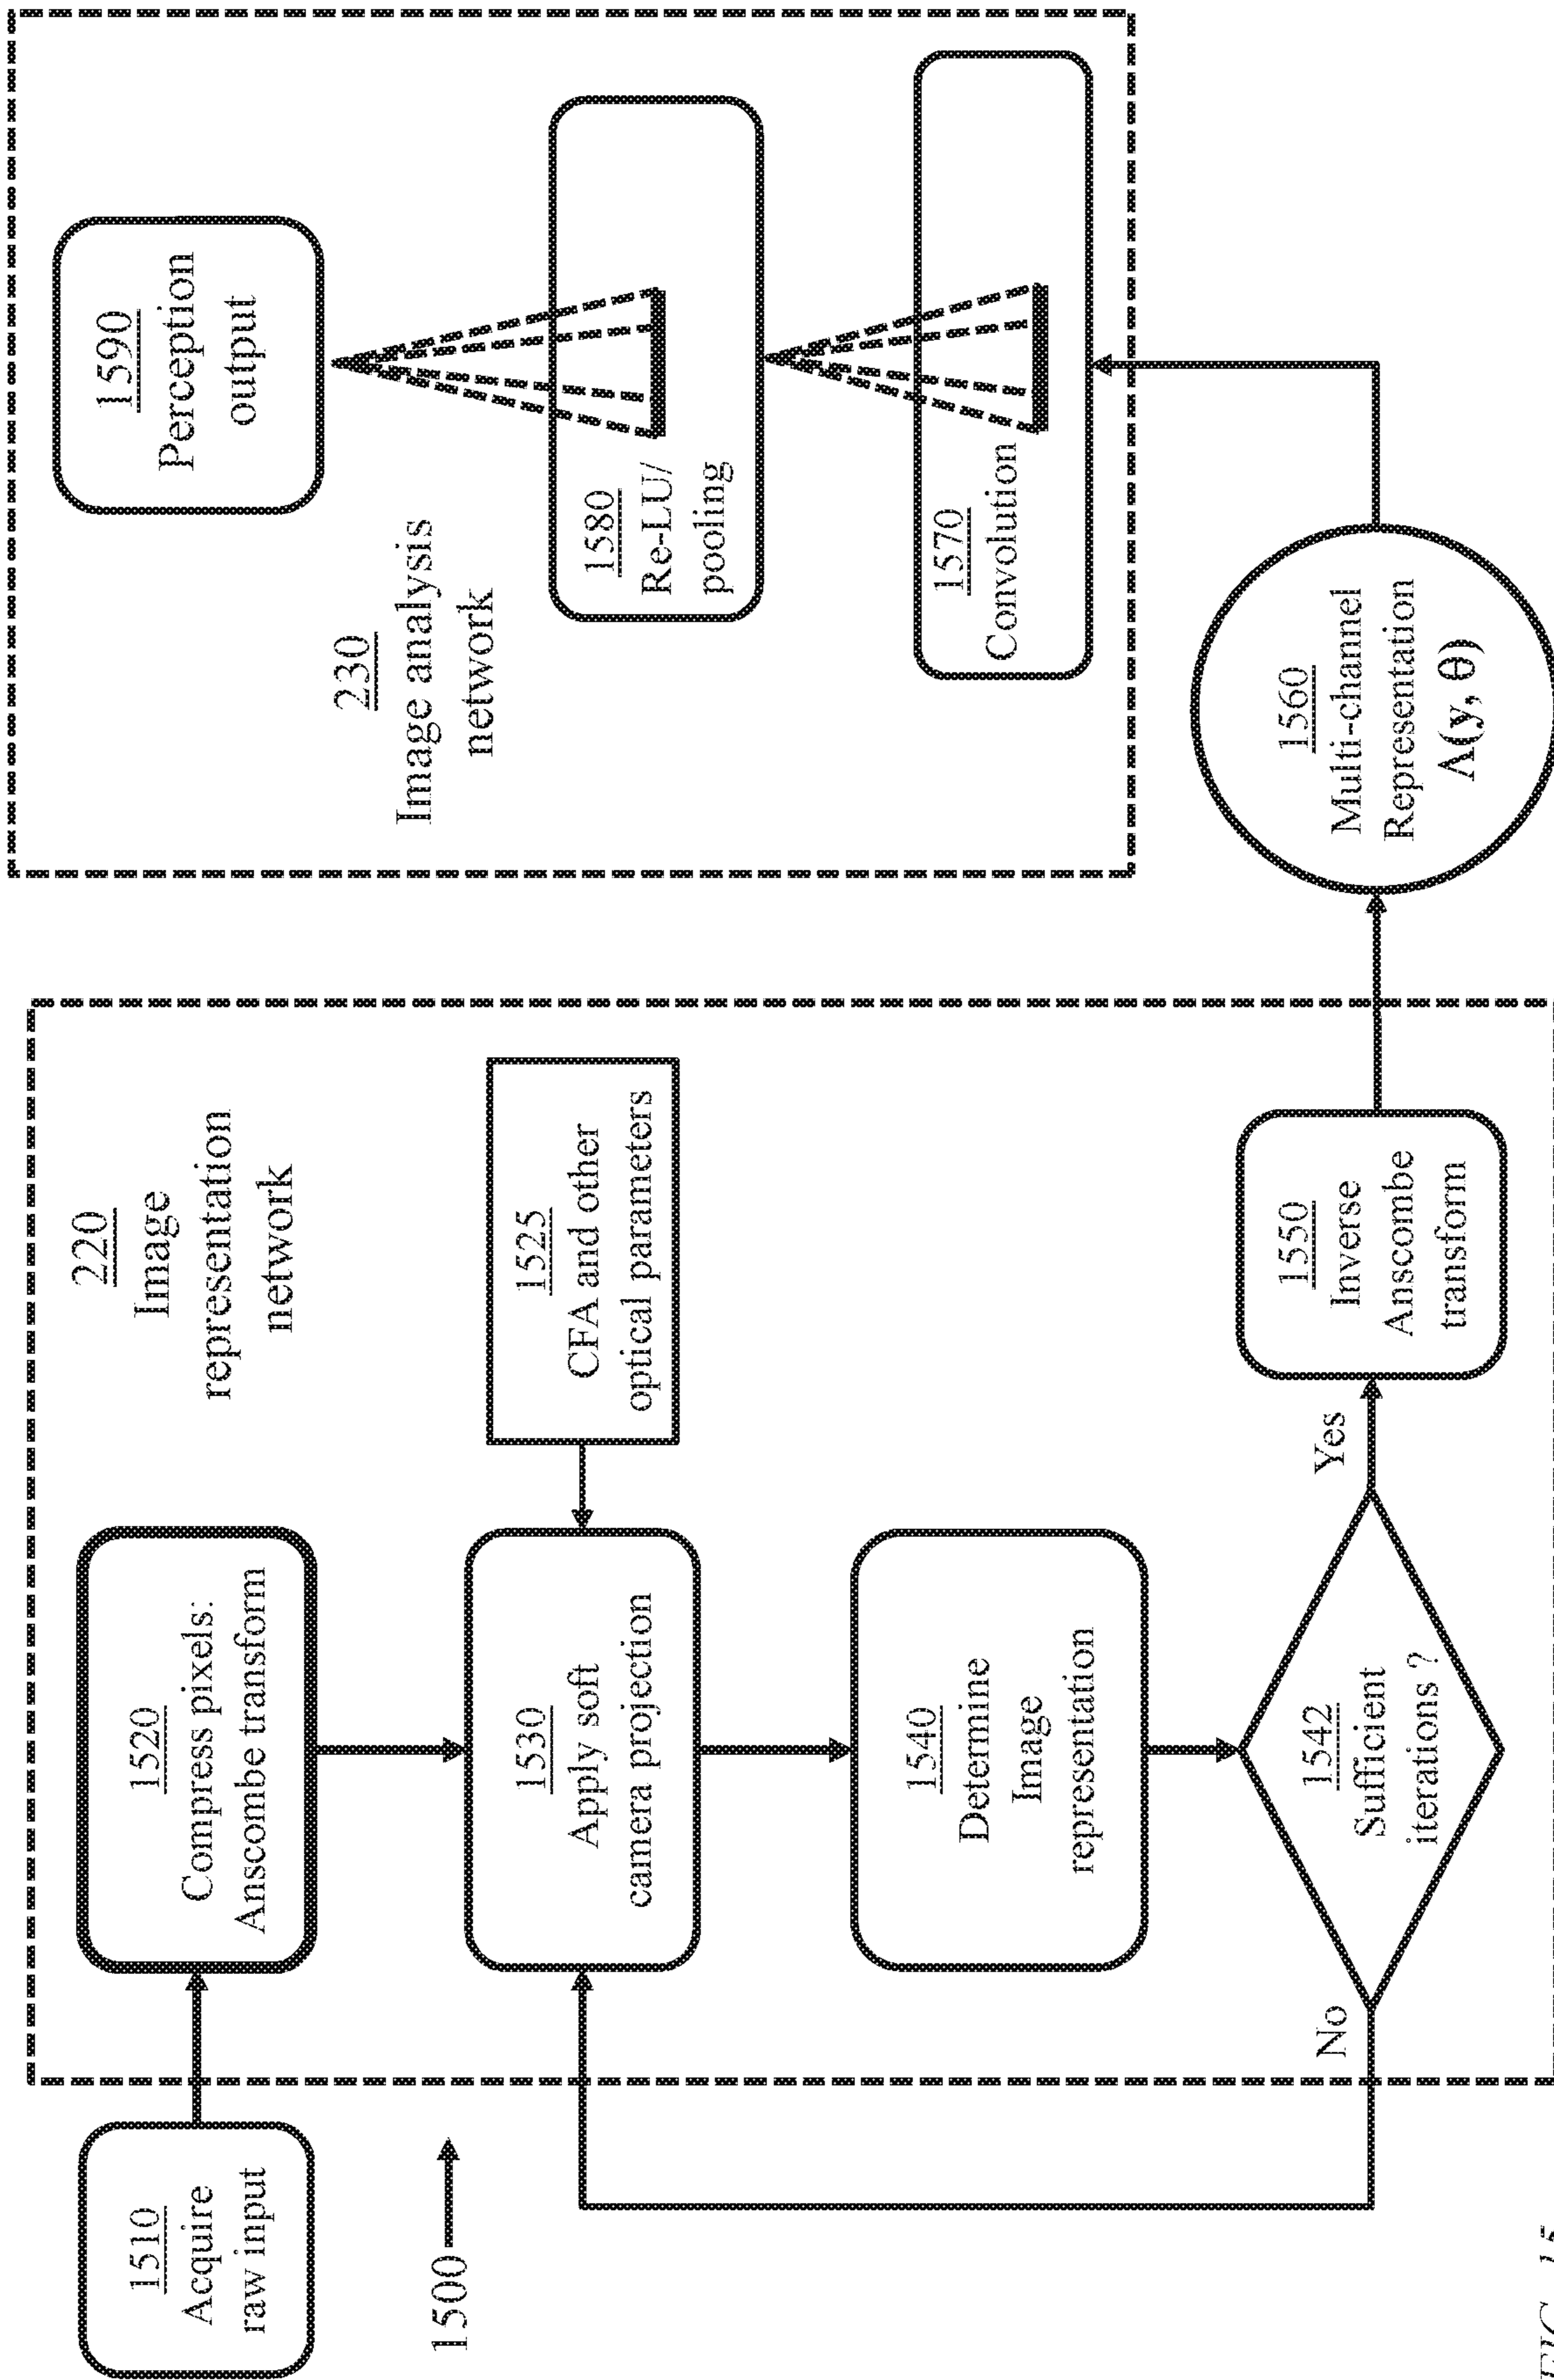 1510
Acquire
raw input
1500
220
Image
representation
network
1520
Compress pixels:
Anscombe transform
1525
CFA and other
optical parameters
1530
Apply soft
camera projection
1540
Determine
Image
representation
1542
Sufficient
iterations ?
No
Yes
1550
Inverse
Anscombe
transform
1560
Multi-channel
Representation
Λ(y, θ)
230
Image analysis
network
1570
Convolution
1580
Re-LU/
pooling
1590
Perception
output
FIG. 15